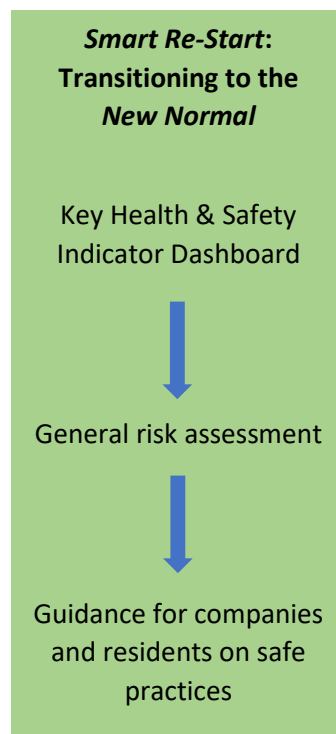 Smart Re-Start:
Transitioning to the
New Normal
Key Health & Safety
Indicator Dashboard
General risk assessment
Guidance for companies
and residents on safe
practices